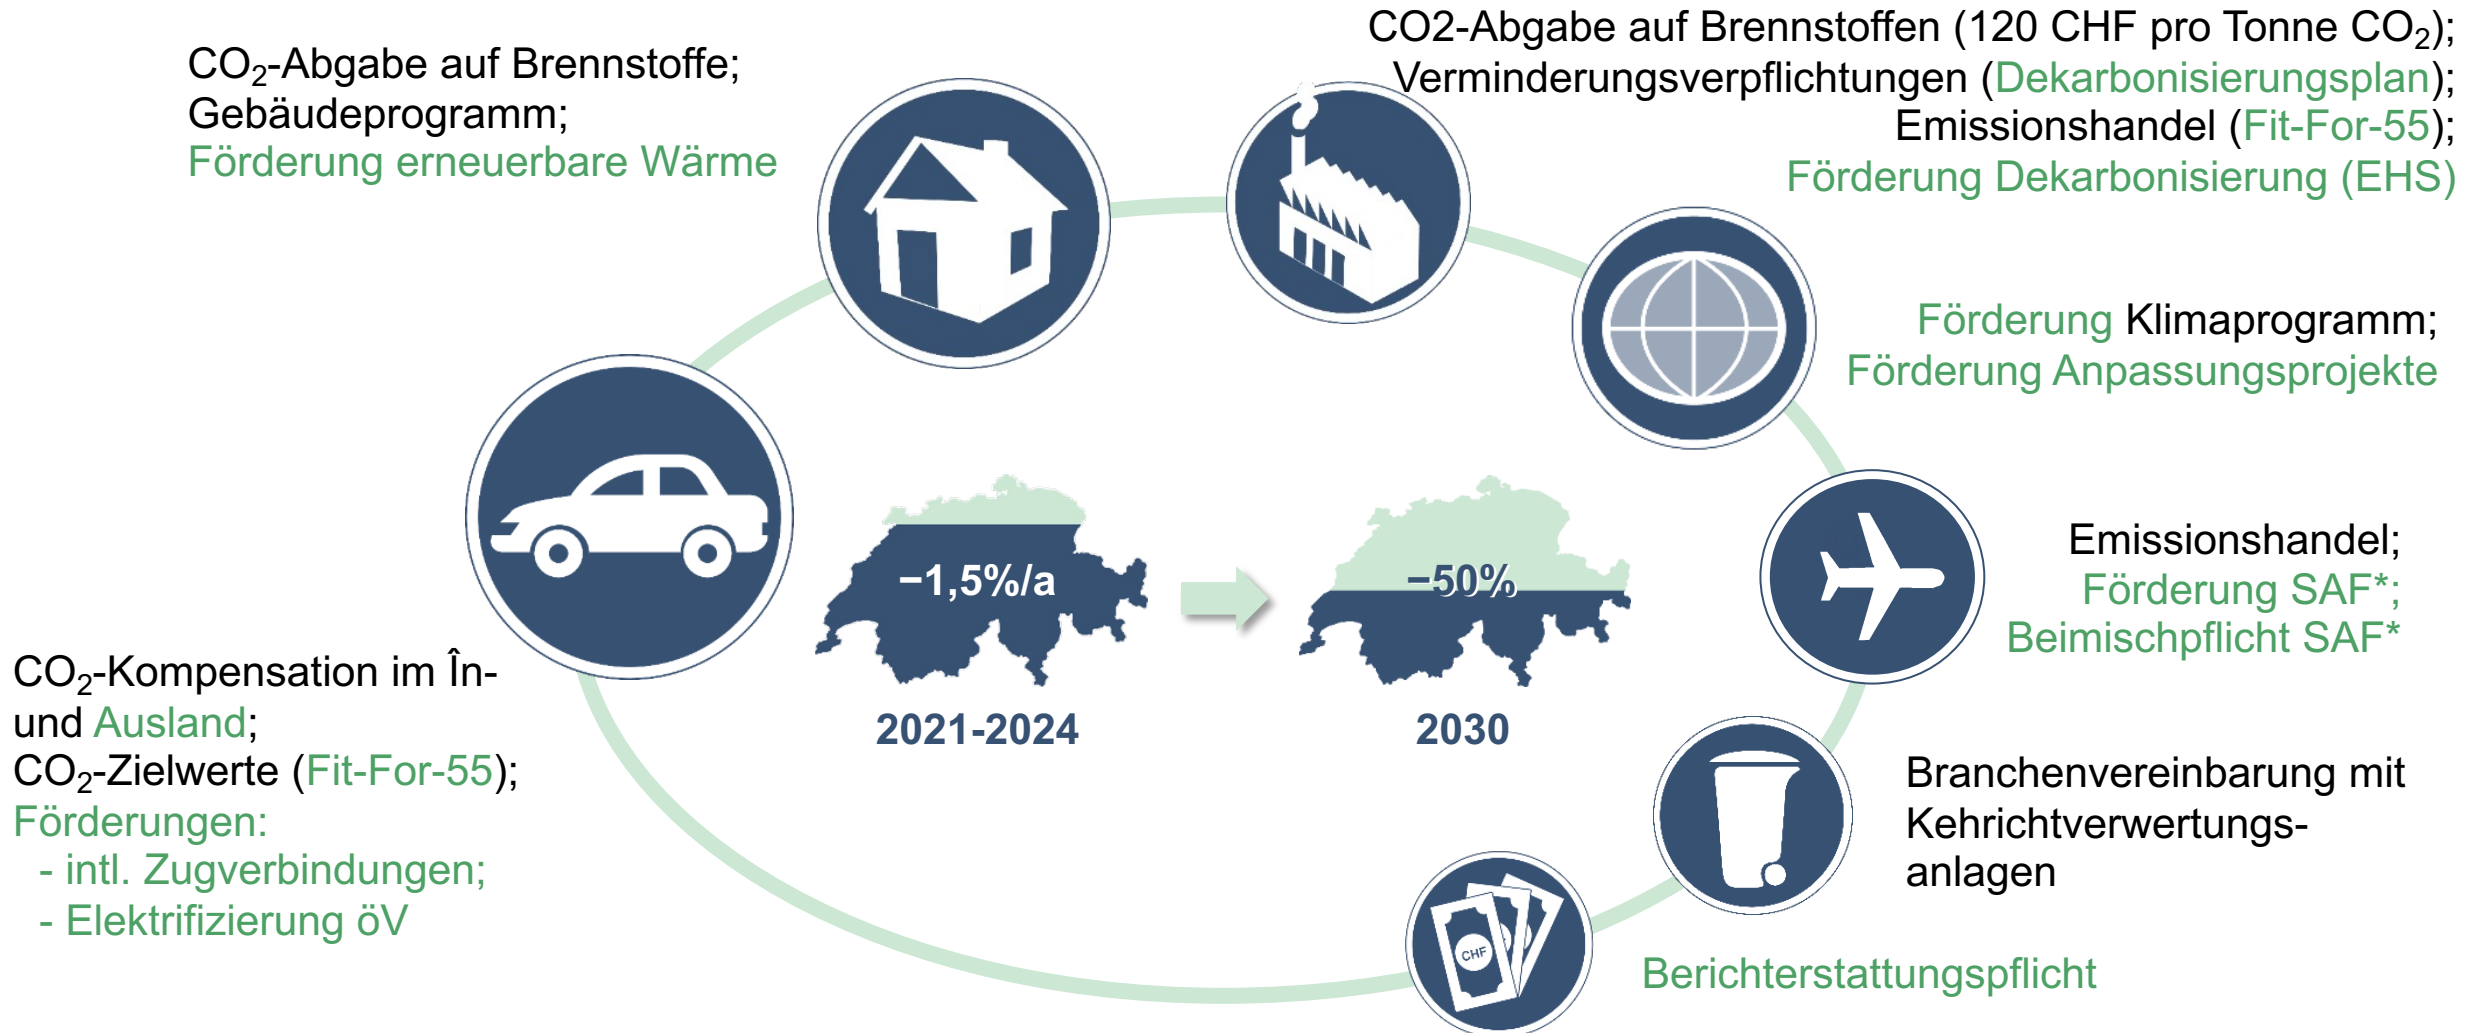 CO₂-Abgabe auf Brennstoffe;
Gebäudeprogramm;
Förderung erneuerbare Wärme
CO2-Abgabe auf Brennstoffen (120 CHF pro Tonne CO₂);
Verminderungsverpflichtungen (Dekarbonisierungsplan);
Emissionshandel (Fit-For-55);
Förderung Dekarbonisierung (EHS)
Förderung Klimaprogramm;
Förderung Anpassungsprojekte
Emissionshandel;
Förderung SAF*;
Beimischpflicht SAF*
−1,5%/a
−50%
2021-2024
2030
CO₂-Kompensation im În-
und Ausland;
CO₂-Zielwerte (Fit-For-55);
Förderungen:
- intl. Zugverbindungen;
- Elektrifizierung öV
Branchenvereinbarung mit
Kehrichtverwertungs-
anlagen
CHF
Berichterstattungspflicht